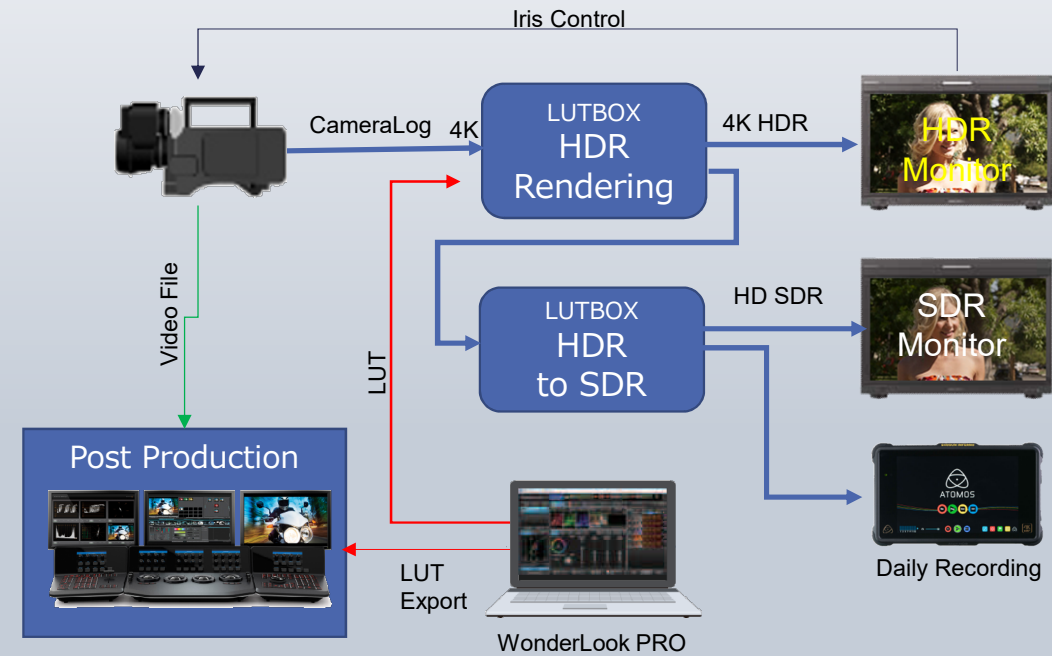 Iris Control
CameraLog
4K
LUTBOX
HDR
Rendering
4K HDR
HDR
Monitor
Video File
LUT
LUTBOX
HDR
to SDR
HD SDR
SDR
Monitor
Post Production
ATOMOS
Daily Recording
LUT
Export
WonderLook PRO